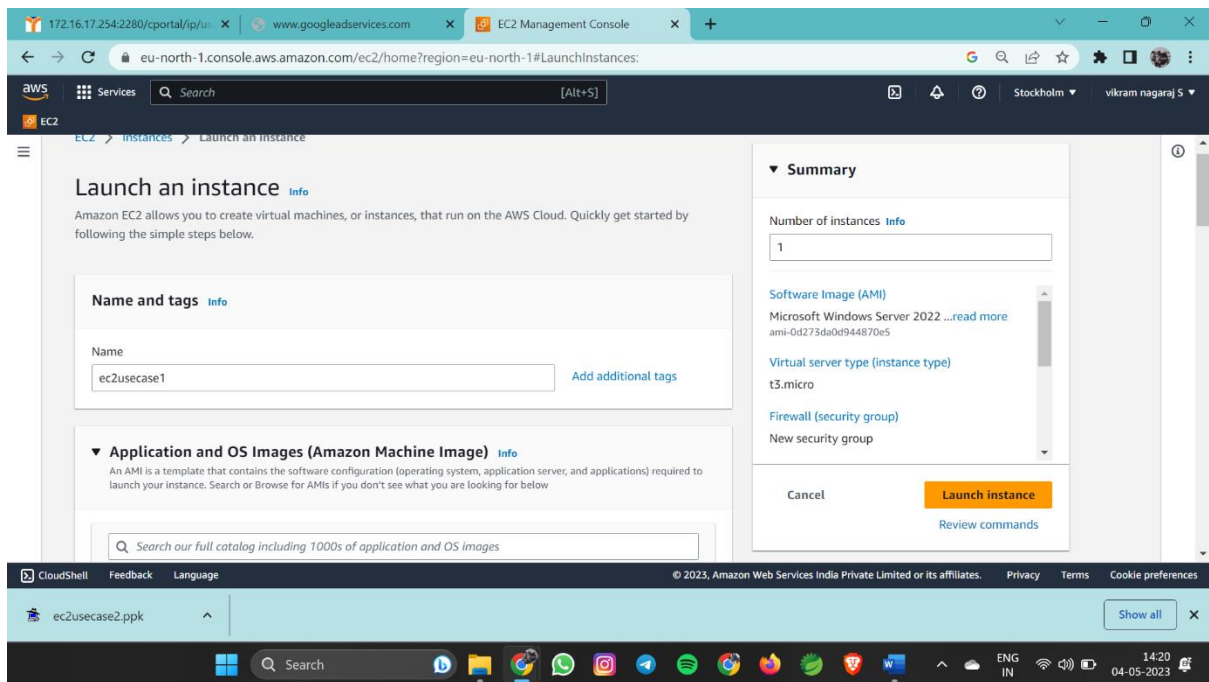 172.16.17.254:2280/cportal/ip/us
www.googleadservices.com
EC2 Management Console
eu-north-1.console.aws.amazon.com/ec2/home?region=eu-north-1#LaunchInstances:
aws
Services
Search
[Alt+S]
Stockholm
vikram nagaraj S
EC2
EC2 > Instances > Launch an instance
Launch an instance Info
Amazon EC2 allows you to create virtual machines, or instances, that run on the AWS Cloud. Quickly get started by
following the simple steps below.
Name and tags Info
Name
ec2usecase1
Add additional tags
Application and OS Images (Amazon Machine Image) Info
An AMI is a template that contains the software configuration (operating system, application server, and applications) required to
launch your instance. Search or Browse for AMIs if you don't see what you are looking for below
Search our full catalog including 1000s of application and OS images
Summary
Number of instances Info
1
Software Image (AMI)
Microsoft Windows Server 2022 ...read more
ami-0d273da0d944870e5
Virtual server type (instance type)
t3.micro
Firewall (security group)
New security group
Cancel
Launch instance
Review commands
CloudShell Feedback Language
© 2023, Amazon Web Services India Private Limited or its affiliates. Privacy Terms Cookie preferences
ec2usecase2.ppk
Show all
Search
ENG
IN
14:20
04-05-2023